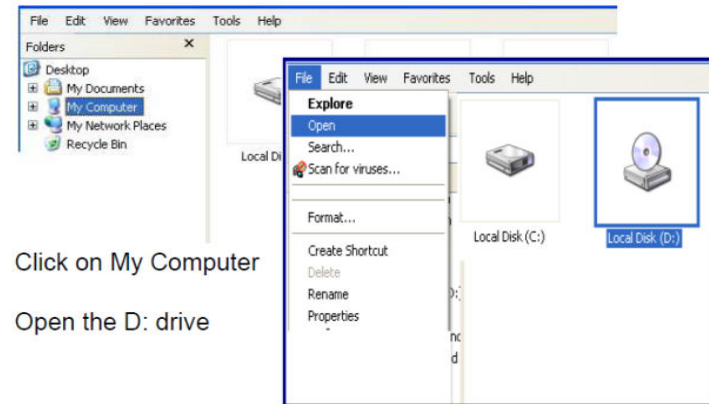 File Edit View Favorites Tools Help
Folders
Desktop
My Documents
My Computer
My Network Places
Recycle Bin
Local Di
File Edit View Favorites Tools Help
Explore
Open
Search...
Scan for viruses...
Format...
Create Shortcut
Delete
Rename
Properties
Local Disk (C:)
Local Disk (D:)
Click on My Computer
Open the D: drive